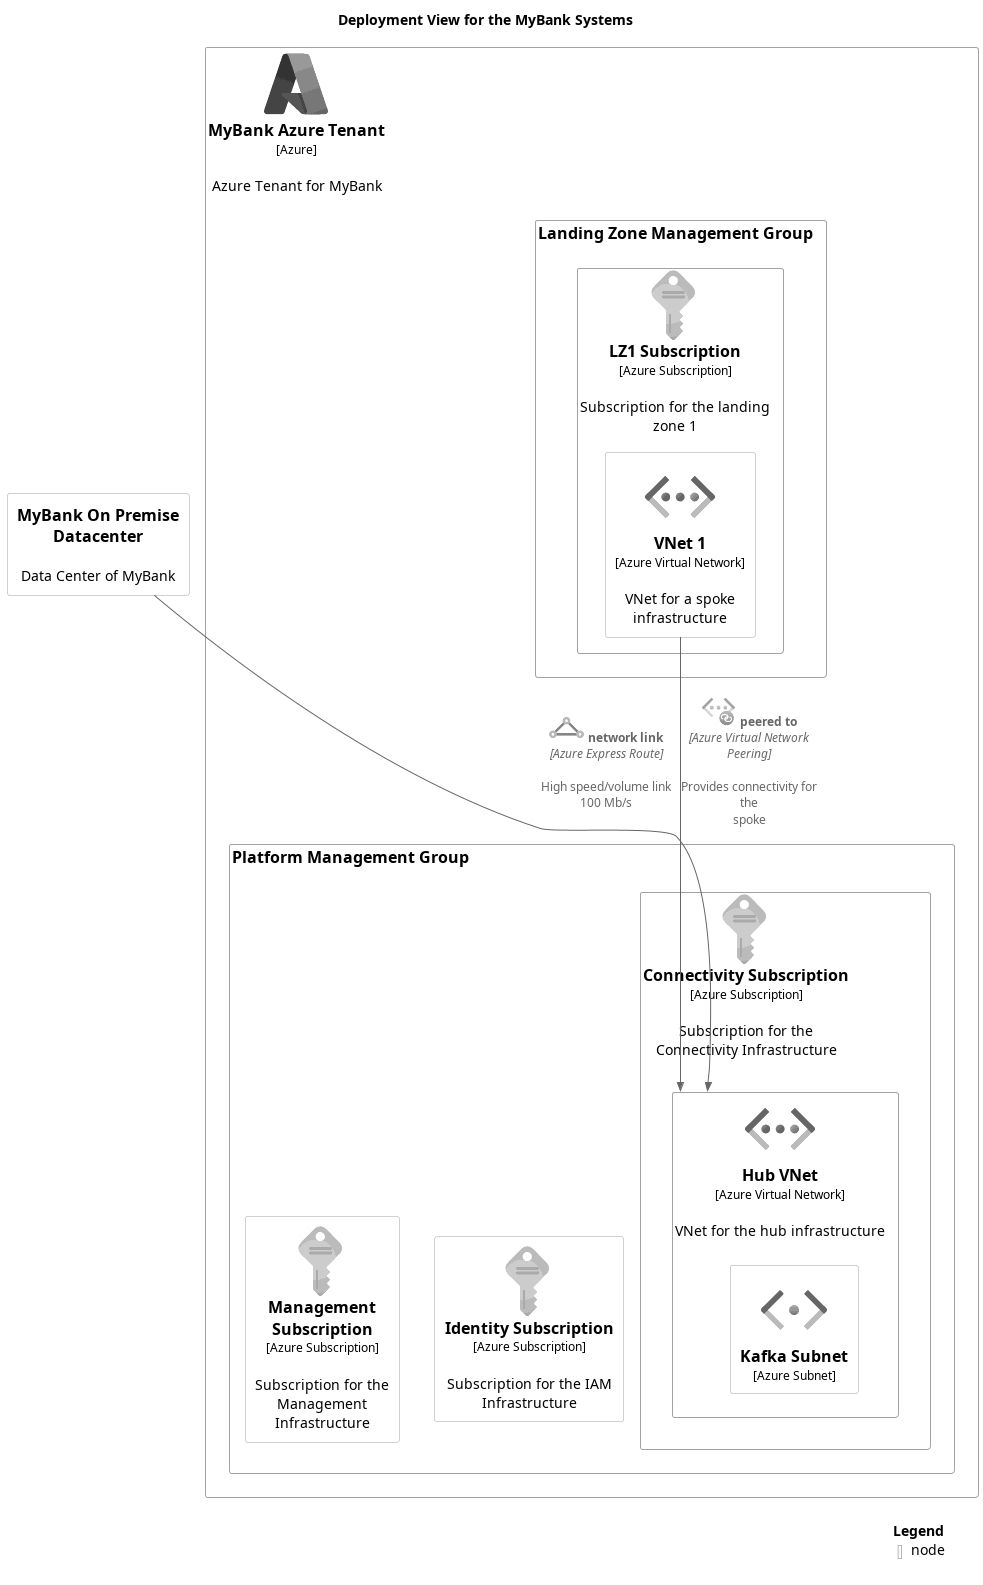 Deployment View for the MyBank Systems
MyBank Azure Tenant
[Azure]
Azure Tenant for MyBank
Landing Zone Management Group
LZ1 Subscription
[Azure Subscription]
Subscription for the landing
zone 1
VNet 1
[Azure Virtual Network]
VNet for a spoke
infrastructure
MyBank On Premise
Datacenter
Data Center of MyBank
network link
[Azure Express Route]
High speed/volume link
100 Mb/s
peered to
[Azure Virtual Network
Peering]
Provides connectivity for
the
spoke
Platform Management Group
Connectivity Subscription
[Azure Subscription]
Subscription for the
Connectivity Infrastructure
Hub VNet
[Azure Virtual Network]
VNet for the hub infrastructure
Kafka Subnet
[Azure Subnet]
Management
Subscription
[Azure Subscription]
Subscription for the
Management
Infrastructure
Identity Subscription
[Azure Subscription]
Subscription for the IAM
Infrastructure
Legend
node